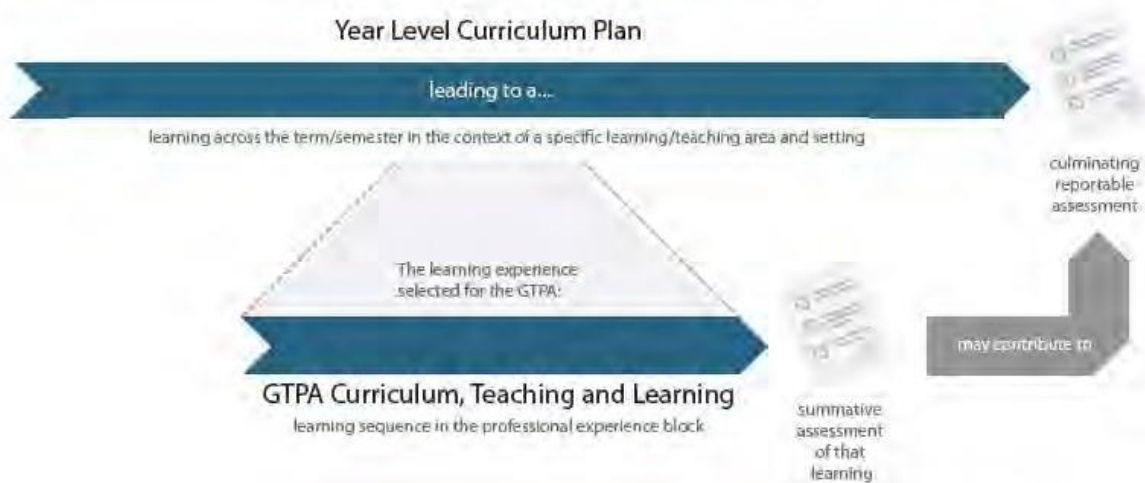 Year Level Curriculum Plan
leading to a...
learning across the term/semester in the context of a specific learning/teaching area and setting
culminating
reportable
assessment
The learning experience
selected for the GTPA:
may contribute to
GTPA Curriculum, Teaching and Learning
learning sequence in the professional experience block
summative
assessment
of that
learning